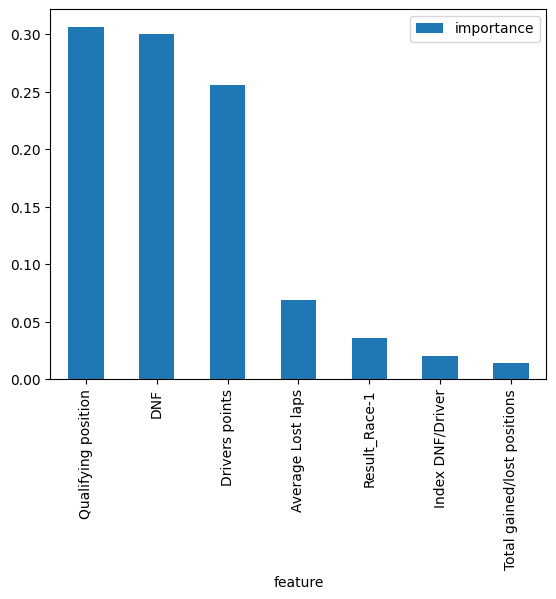 importance
0.30
0.25
0.20
0.15
0.10
0.05
0.00
Qualifying position
DNF
Drivers points
Average Lost laps
Result_Race-1
Index DNF/Driver
Total gained/lost positions
feature